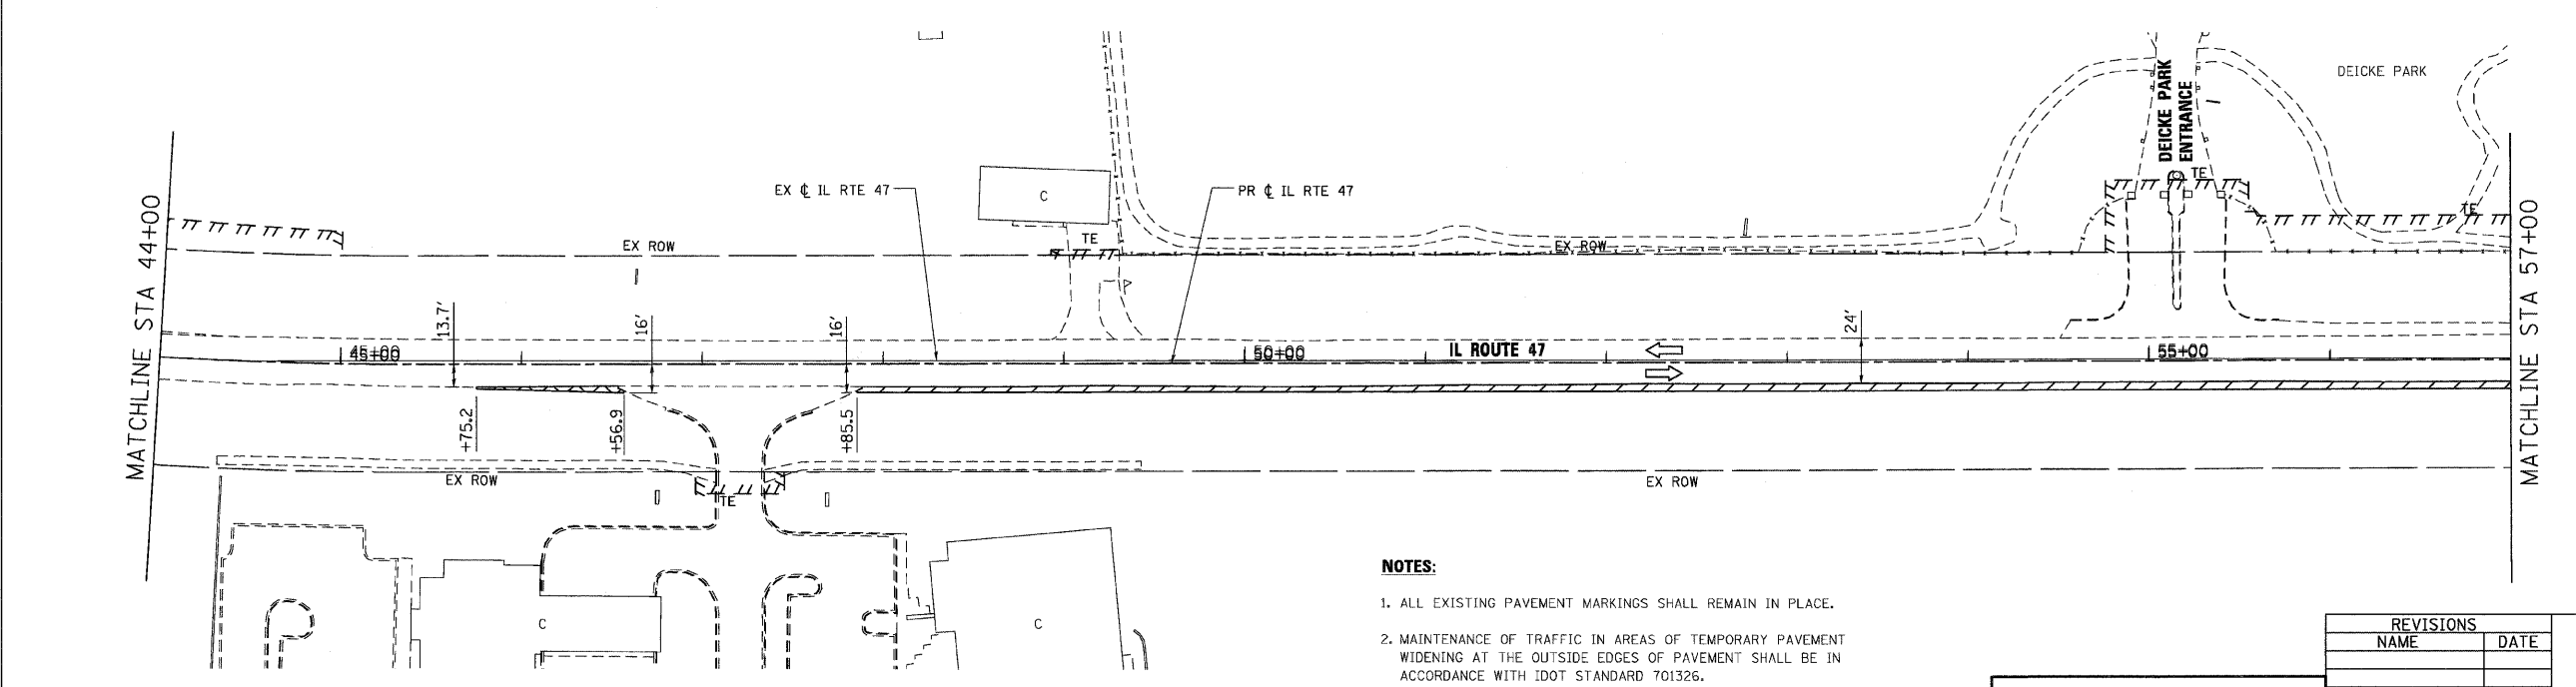 DEICKE PARK
DEICKE PARK
ENTRANCE
TE
EX ℄ IL RTE 47
C
PR ℄ IL RTE 47
TE
MATCHLINE STA 44+00
EX ROW
TE
EX ROW
MATCHLINE STA 57+00
13.7'
16'
16'
24'
45+00
50+00
IL ROUTE 47
55+00
+75.2
+56.9
+85.5
EX ROW
EX ROW
TE
C
C
NOTES:
1. ALL EXISTING PAVEMENT MARKINGS SHALL REMAIN IN PLACE.
2. MAINTENANCE OF TRAFFIC IN AREAS OF TEMPORARY PAVEMENT
WIDENING AT THE OUTSIDE EDGES OF PAVEMENT SHALL BE IN
ACCORDANCE WITH IDOT STANDARD 701326.
REVISIONS
NAME DATE